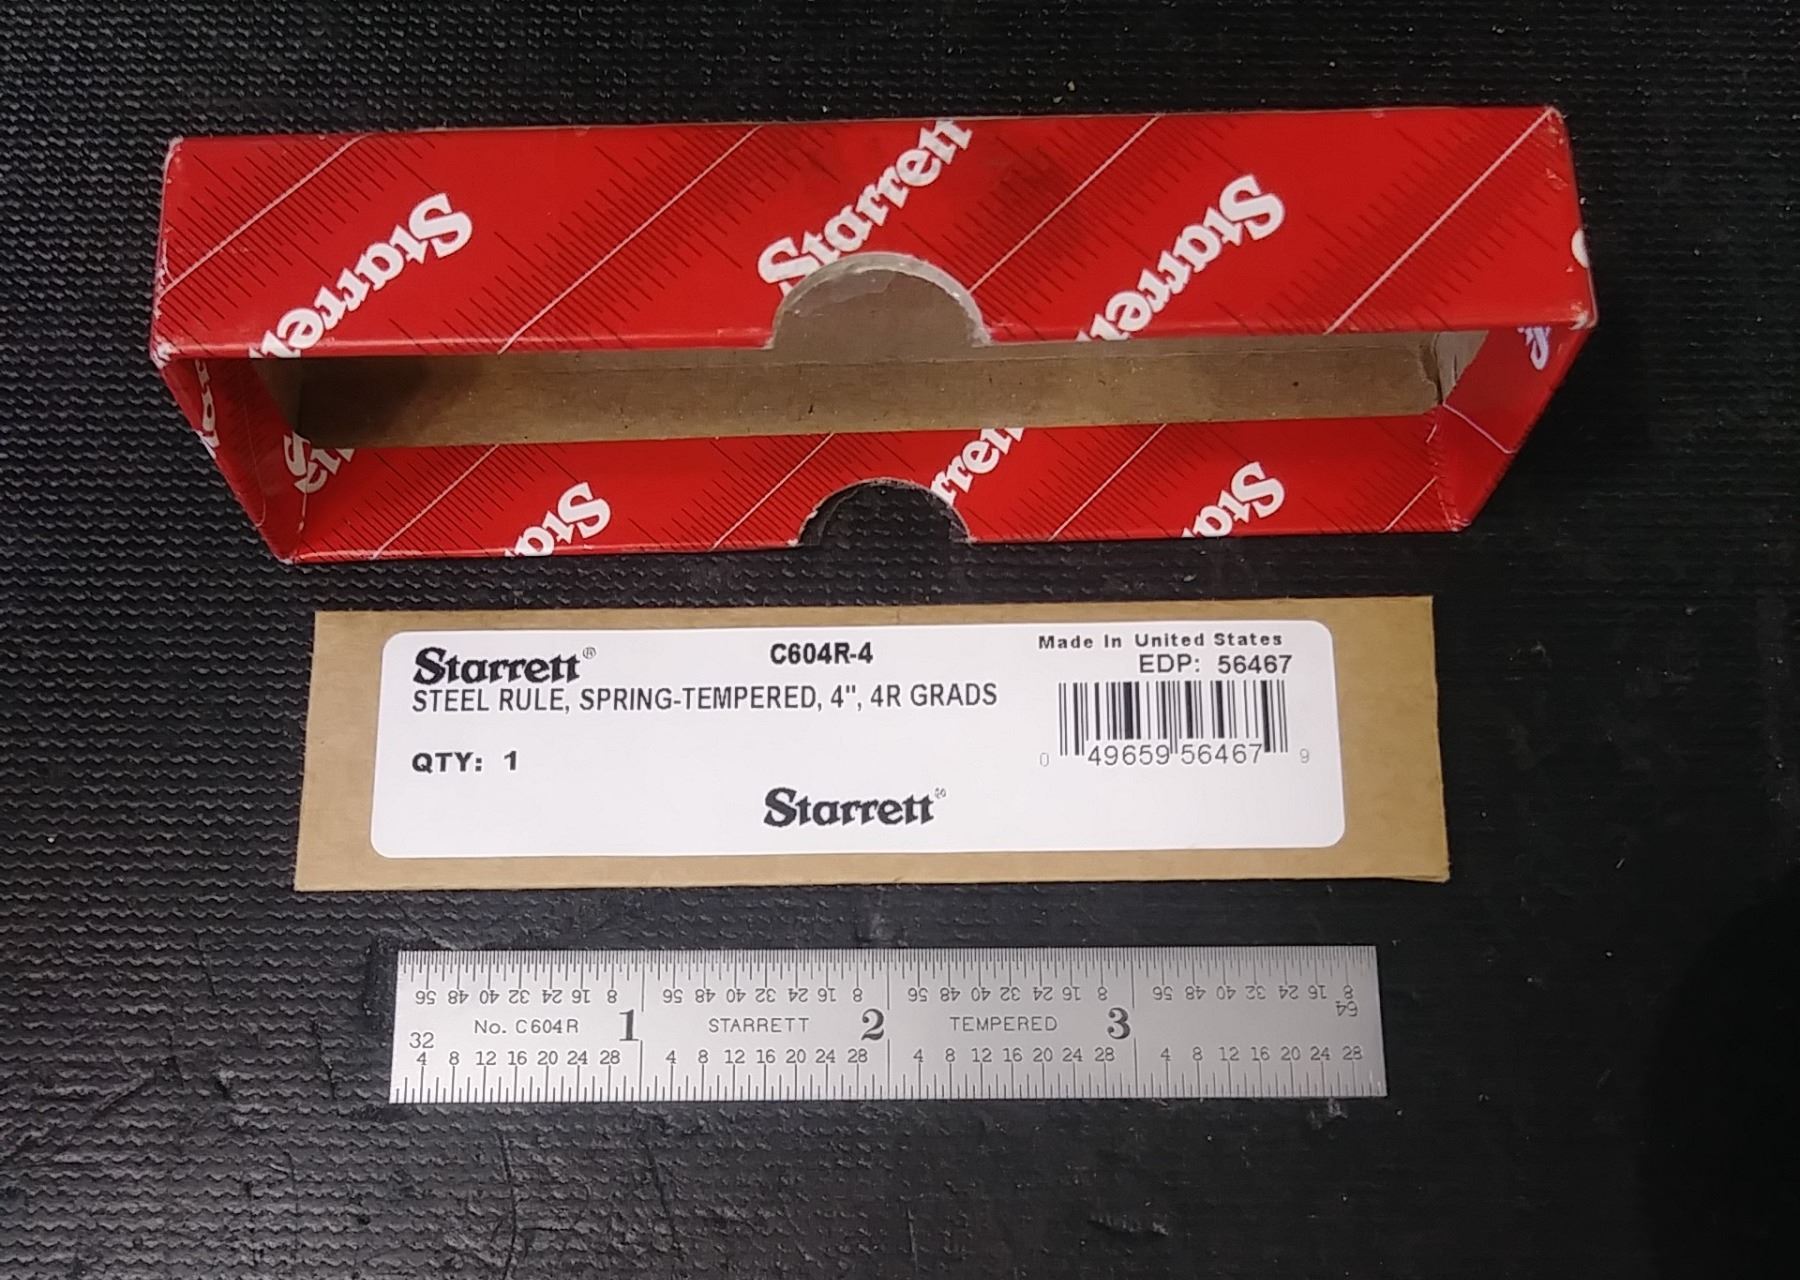 Starrett
Starrett
Starrett
Starrett
Starrett
Starrett
Starrett® C604R-4 Made In United States
EDP: 56467
STEEL RULE, SPRING-TEMPERED, 4", 4R GRADS
QTY: 1
0 49659 56467 9
Starrett®
56 48 40 32 24 16 8 56 48 40 32 24 16 8 56 48 40 32 24 16 8 56 48 40 32 24 16 8
64
No. C604R 1 STARRETT 2 TEMPERED 3
32
4 8 12 16 20 24 28 4 8 12 16 20 24 28 4 8 12 16 20 24 28 4 8 12 16 20 24 28